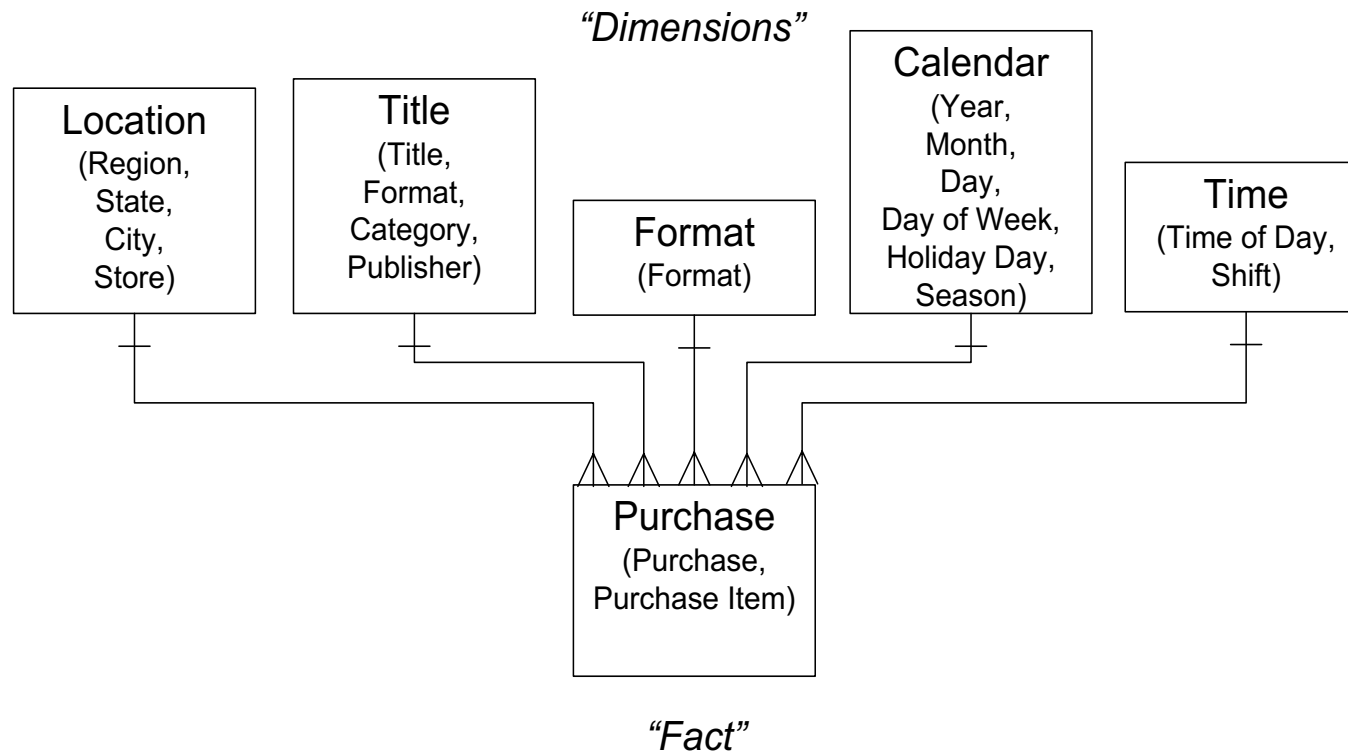 “Dimensions”
Location
(Region,
State,
City,
Store)
Title
(Title,
Format,
Category,
Publisher)
Format
(Format)
Calendar
(Year,
Month,
Day,
Day of Week,
Holiday Day,
Season)
Time
(Time of Day,
Shift)
Purchase
(Purchase,
Purchase Item)
“Fact”